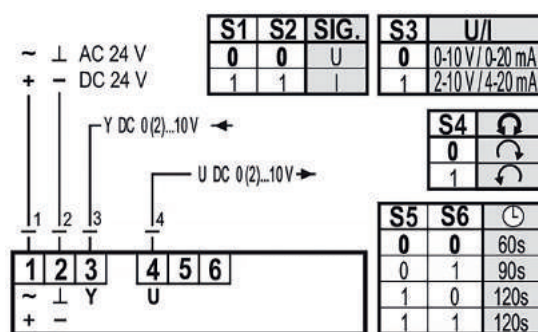 ~ ⊥ AC 24 V
+ − DC 24 V
Y DC 0(2)...10V
U DC 0(2)...10V
1 2 3 4
1 2 3 4 5 6
~ ⊥ Y U
+ −
S1 S2 SIG.
0 0 U
1 1 I
S3 U/I
0 0-10 V / 0-20 mA
1 2-10 V / 4-20 mA
S4
0
1
S5 S6
0 0 60s
0 1 90s
1 0 120s
1 1 120s